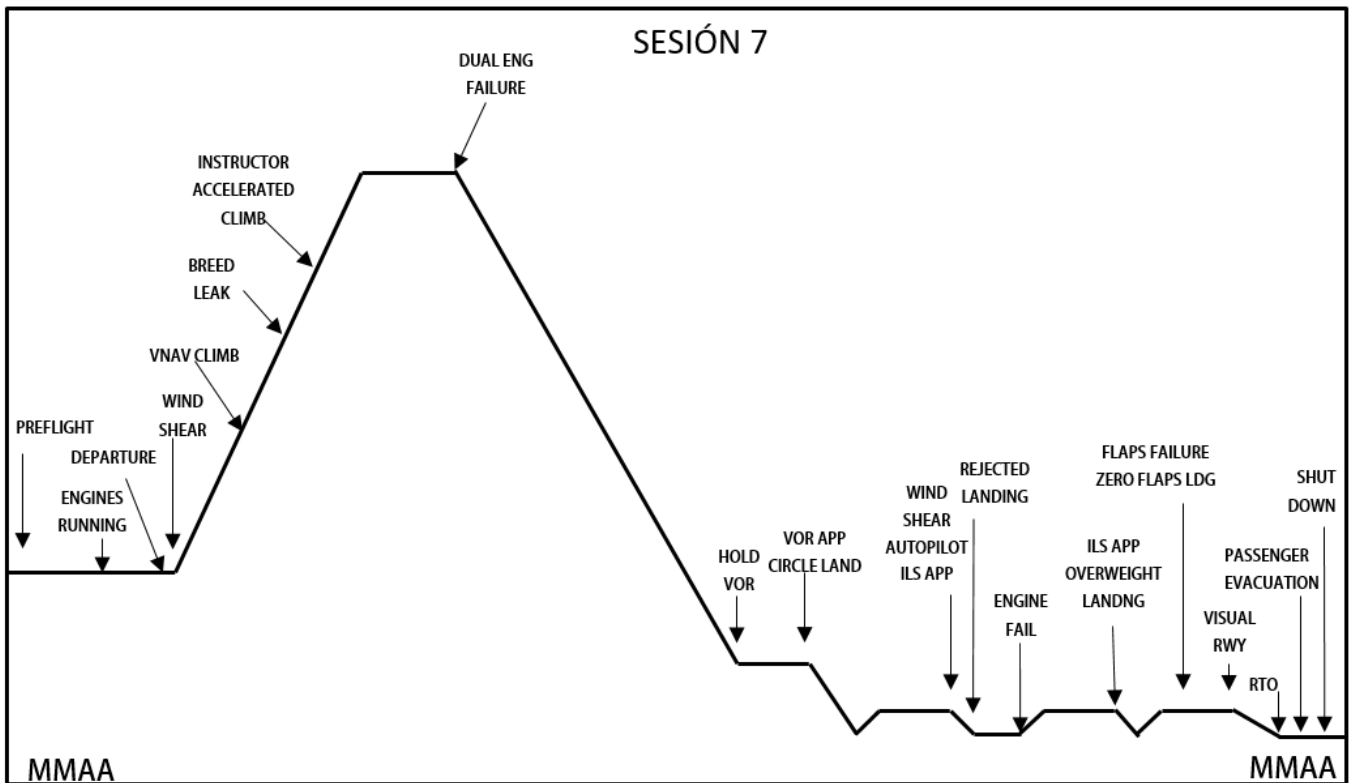 SESIÓN 7
DUAL ENG
FAILURE
INSTRUCTOR
ACCELERATED
CLIMB
BREED
LEAK
VNAV CLIMB
WIND
SHEAR
PREFLIGHT
DEPARTURE
ENGINES
RUNNING
HOLD
VOR
VOR APP
CIRCLE LAND
WIND
SHEAR
AUTOPILOT
ILS APP
REJECTED
LANDING
ENGINE
FAIL
ILS APP
OVERWEIGHT
LANDNG
FLAPS FAILURE
ZERO FLAPS LDG
VISUAL
RWY
RTO
PASSENGER
EVACUATION
SHUT
DOWN
MMAA
MMAA